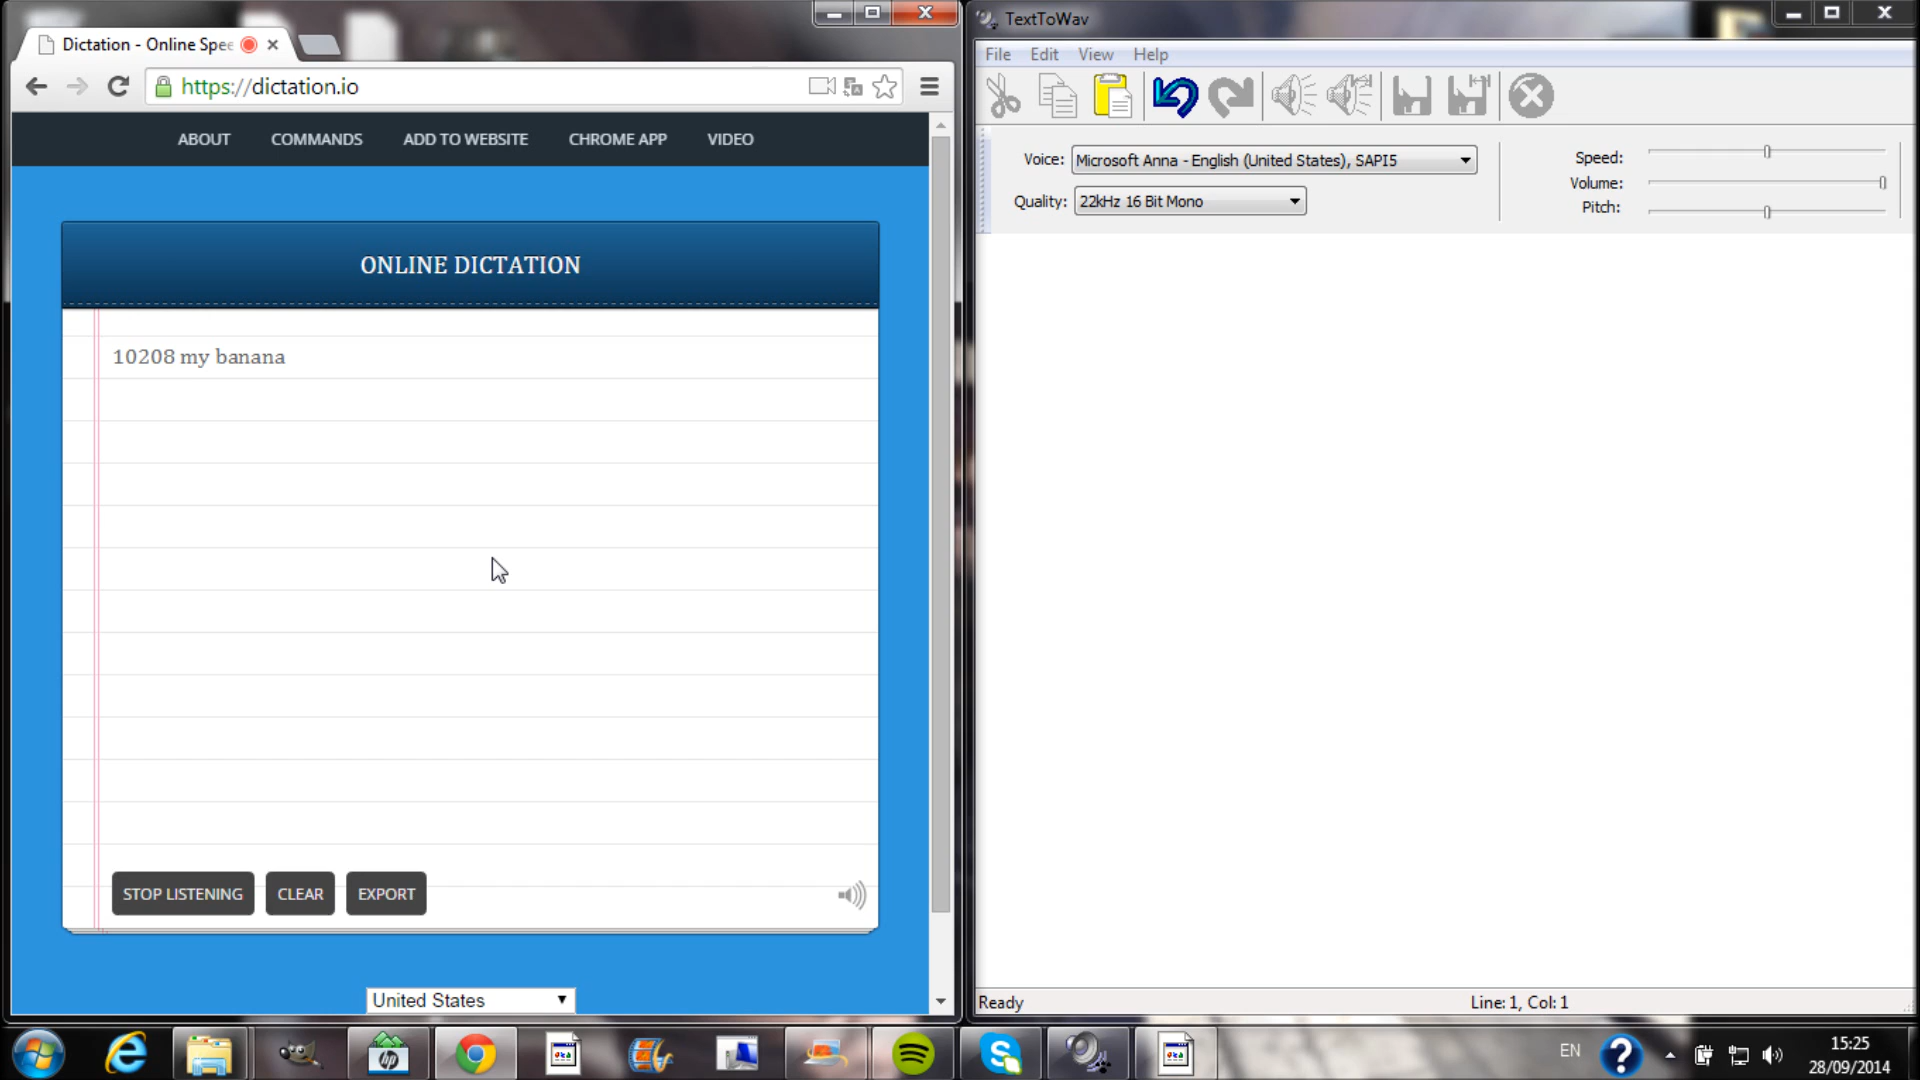 Dictation - Online Spee
https://dictation.io
ABOUT COMMANDS ADD TO WEBSITE CHROME APP VIDEO
ONLINE DICTATION
10208 my banana
STOP LISTENING CLEAR EXPORT
United States
TextToWav
File Edit View Help
Voice: Microsoft Anna - English (United States), SAPI5
Quality: 22kHz 16 Bit Mono
Speed:
Volume:
Pitch:
Ready Line: 1, Col: 1
hp
EN
15:25
28/09/2014